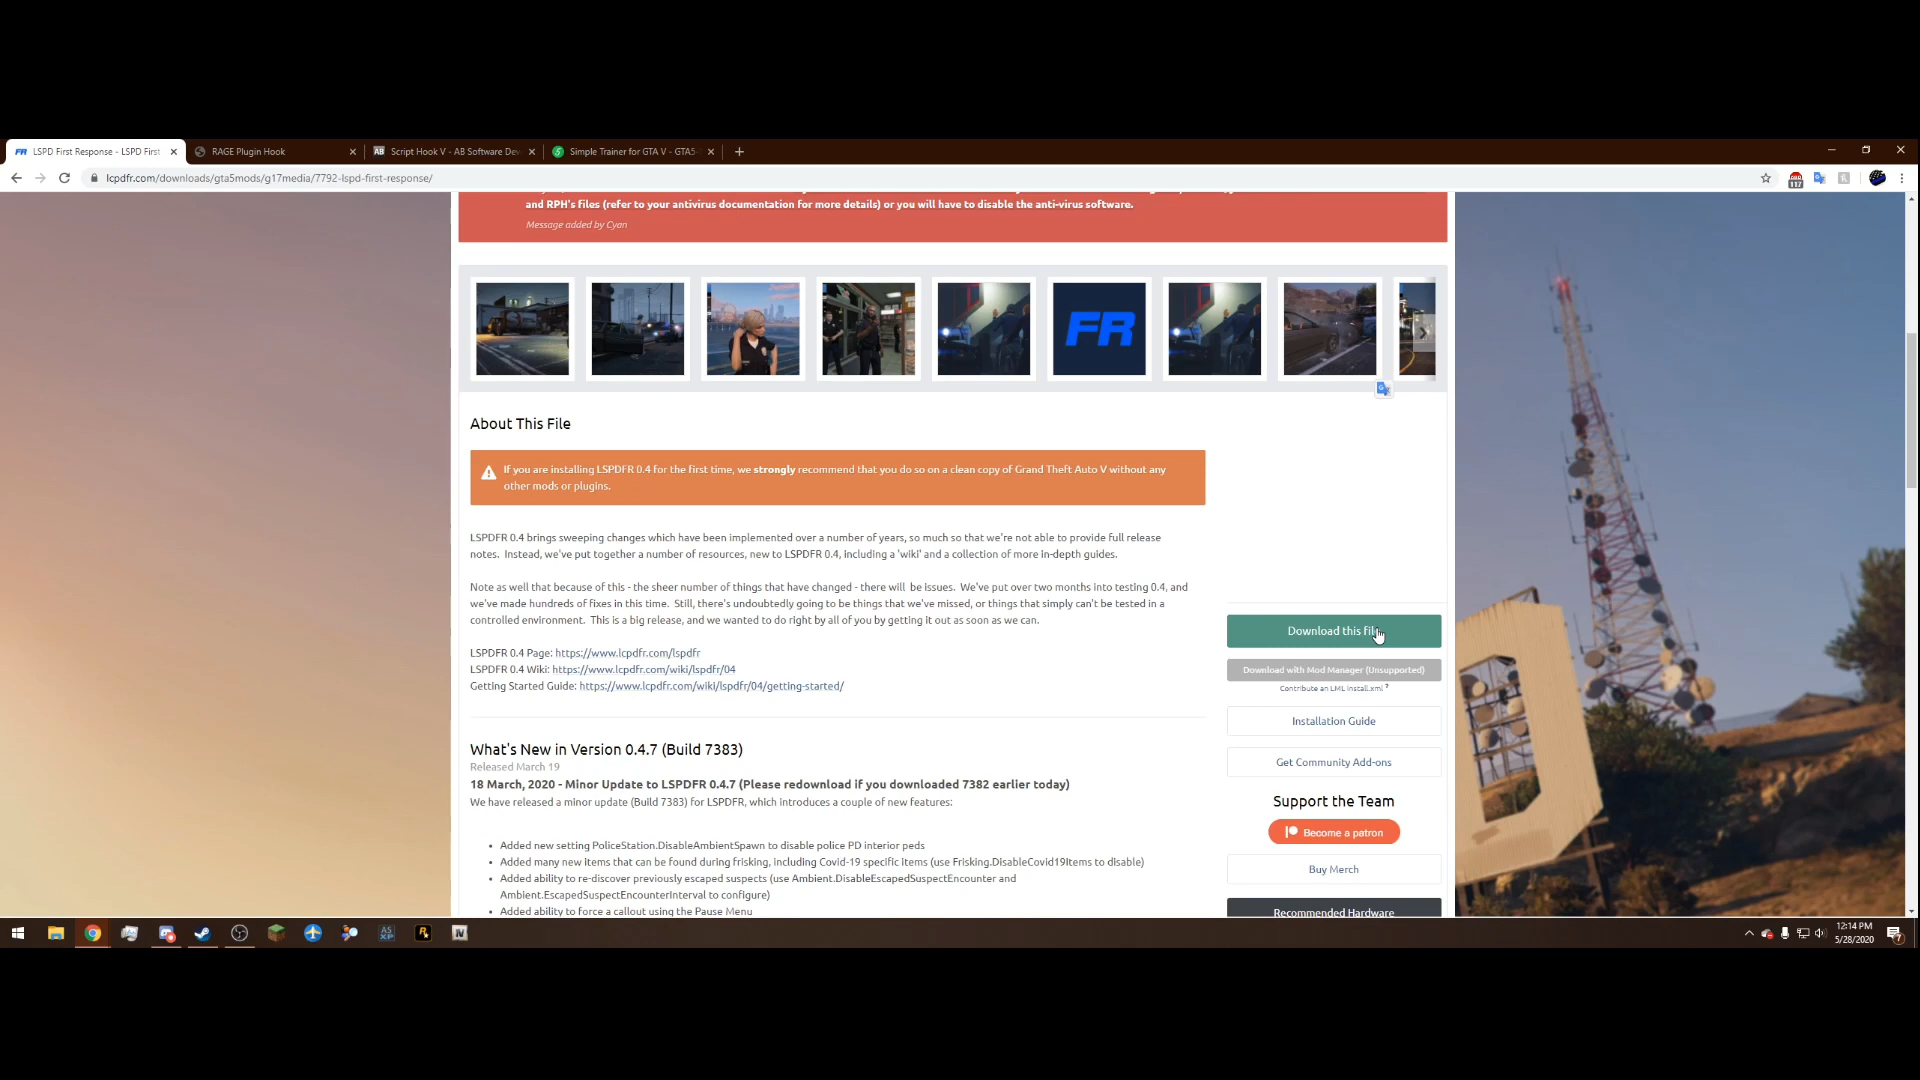 LSPD First Response - LSPD First
RAGE Plugin Hook
AB Script Hook V - AB Software Dev
Simple Trainer for GTA V - GTA5-
lcpdfr.com/downloads/gta5mods/g17media/7792-lspd-first-response/
117
and RPH's files (refer to your antivirus documentation for more details) or you will have to disable the anti-virus software.
Message added by Cyan
FR
About This File
If you are installing LSPDFR 0.4 for the first time, we strongly recommend that you do so on a clean copy of Grand Theft Auto V without any
other mods or plugins.
LSPDFR 0.4 brings sweeping changes which have been implemented over a number of years, so much so that we're not able to provide full release
notes. Instead, we've put together a number of resources, new to LSPDFR 0.4, including a 'wiki' and a collection of more in-depth guides.
Note as well that because of this - the sheer number of things that have changed - there will be issues. We've put over two months into testing 0.4, and
we've made hundreds of fixes in this time. Still, there's undoubtedly going to be things that we've missed, or things that simply can't be tested in a
controlled environment. This is a big release, and we wanted to do right by all of you by getting it out as soon as we can.
LSPDFR 0.4 Page: https://www.lcpdfr.com/lspdfr
LSPDFR 0.4 Wiki: https://www.lcpdfr.com/wiki/lspdfr/04
Getting Started Guide: https://www.lcpdfr.com/wiki/lspdfr/04/getting-started/
What's New in Version 0.4.7 (Build 7383)
Released March 19
18 March, 2020 - Minor Update to LSPDFR 0.4.7 (Please redownload if you downloaded 7382 earlier today)
We have released a minor update (Build 7383) for LSPDFR, which introduces a couple of new features:
• Added new setting PoliceStation.DisableAmbientSpawn to disable police PD interior peds
• Added many new items that can be found during frisking, including Covid-19 specific items (use Frisking.DisableCovid19Items to disable)
• Added ability to re-discover previously escaped suspects (use Ambient.DisableEscapedSuspectEncounter and
Ambient.EscapedSuspectEncounterInterval to configure)
• Added ability to force a callout using the Pause Menu
Download this file
Download with Mod Manager (Unsupported)
Contribute an LML install.xml ?
Installation Guide
Get Community Add-ons
Support the Team
Become a patron
Buy Merch
Recommended Hardware
12:14 PM
5/28/2020